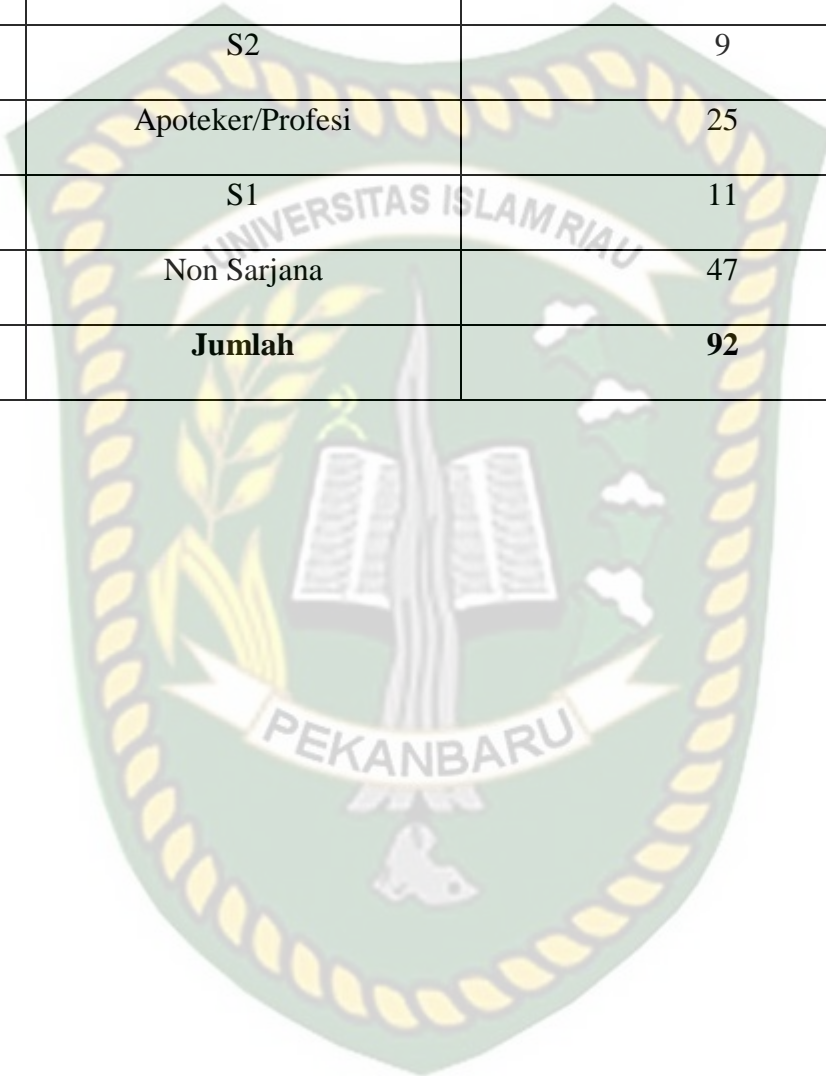 S2 9
Apoteker/Profesi 25
S1 11
UNIVERSITAS ISLAM RIAU
Non Sarjana 47
Jumlah 92
PEKANBARU